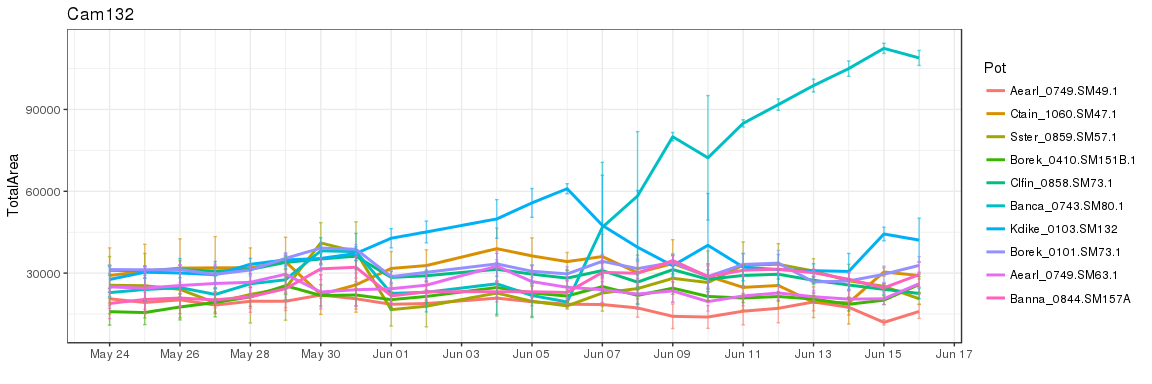 Cam132
TotalArea
90000
60000
30000
May 24
May 26
May 28
May 30
Jun 01
Jun 03
Jun 05
Jun 07
Jun 09
Jun 11
Jun 13
Jun 15
Jun 17
Pot
Aearl_0749.SM49.1
Ctain_1060.SM47.1
Sster_0859.SM57.1
Borek_0410.SM151B.1
Clfin_0858.SM73.1
Banca_0743.SM80.1
Kdike_0103.SM132
Borek_0101.SM73.1
Aearl_0749.SM63.1
Banna_0844.SM157A